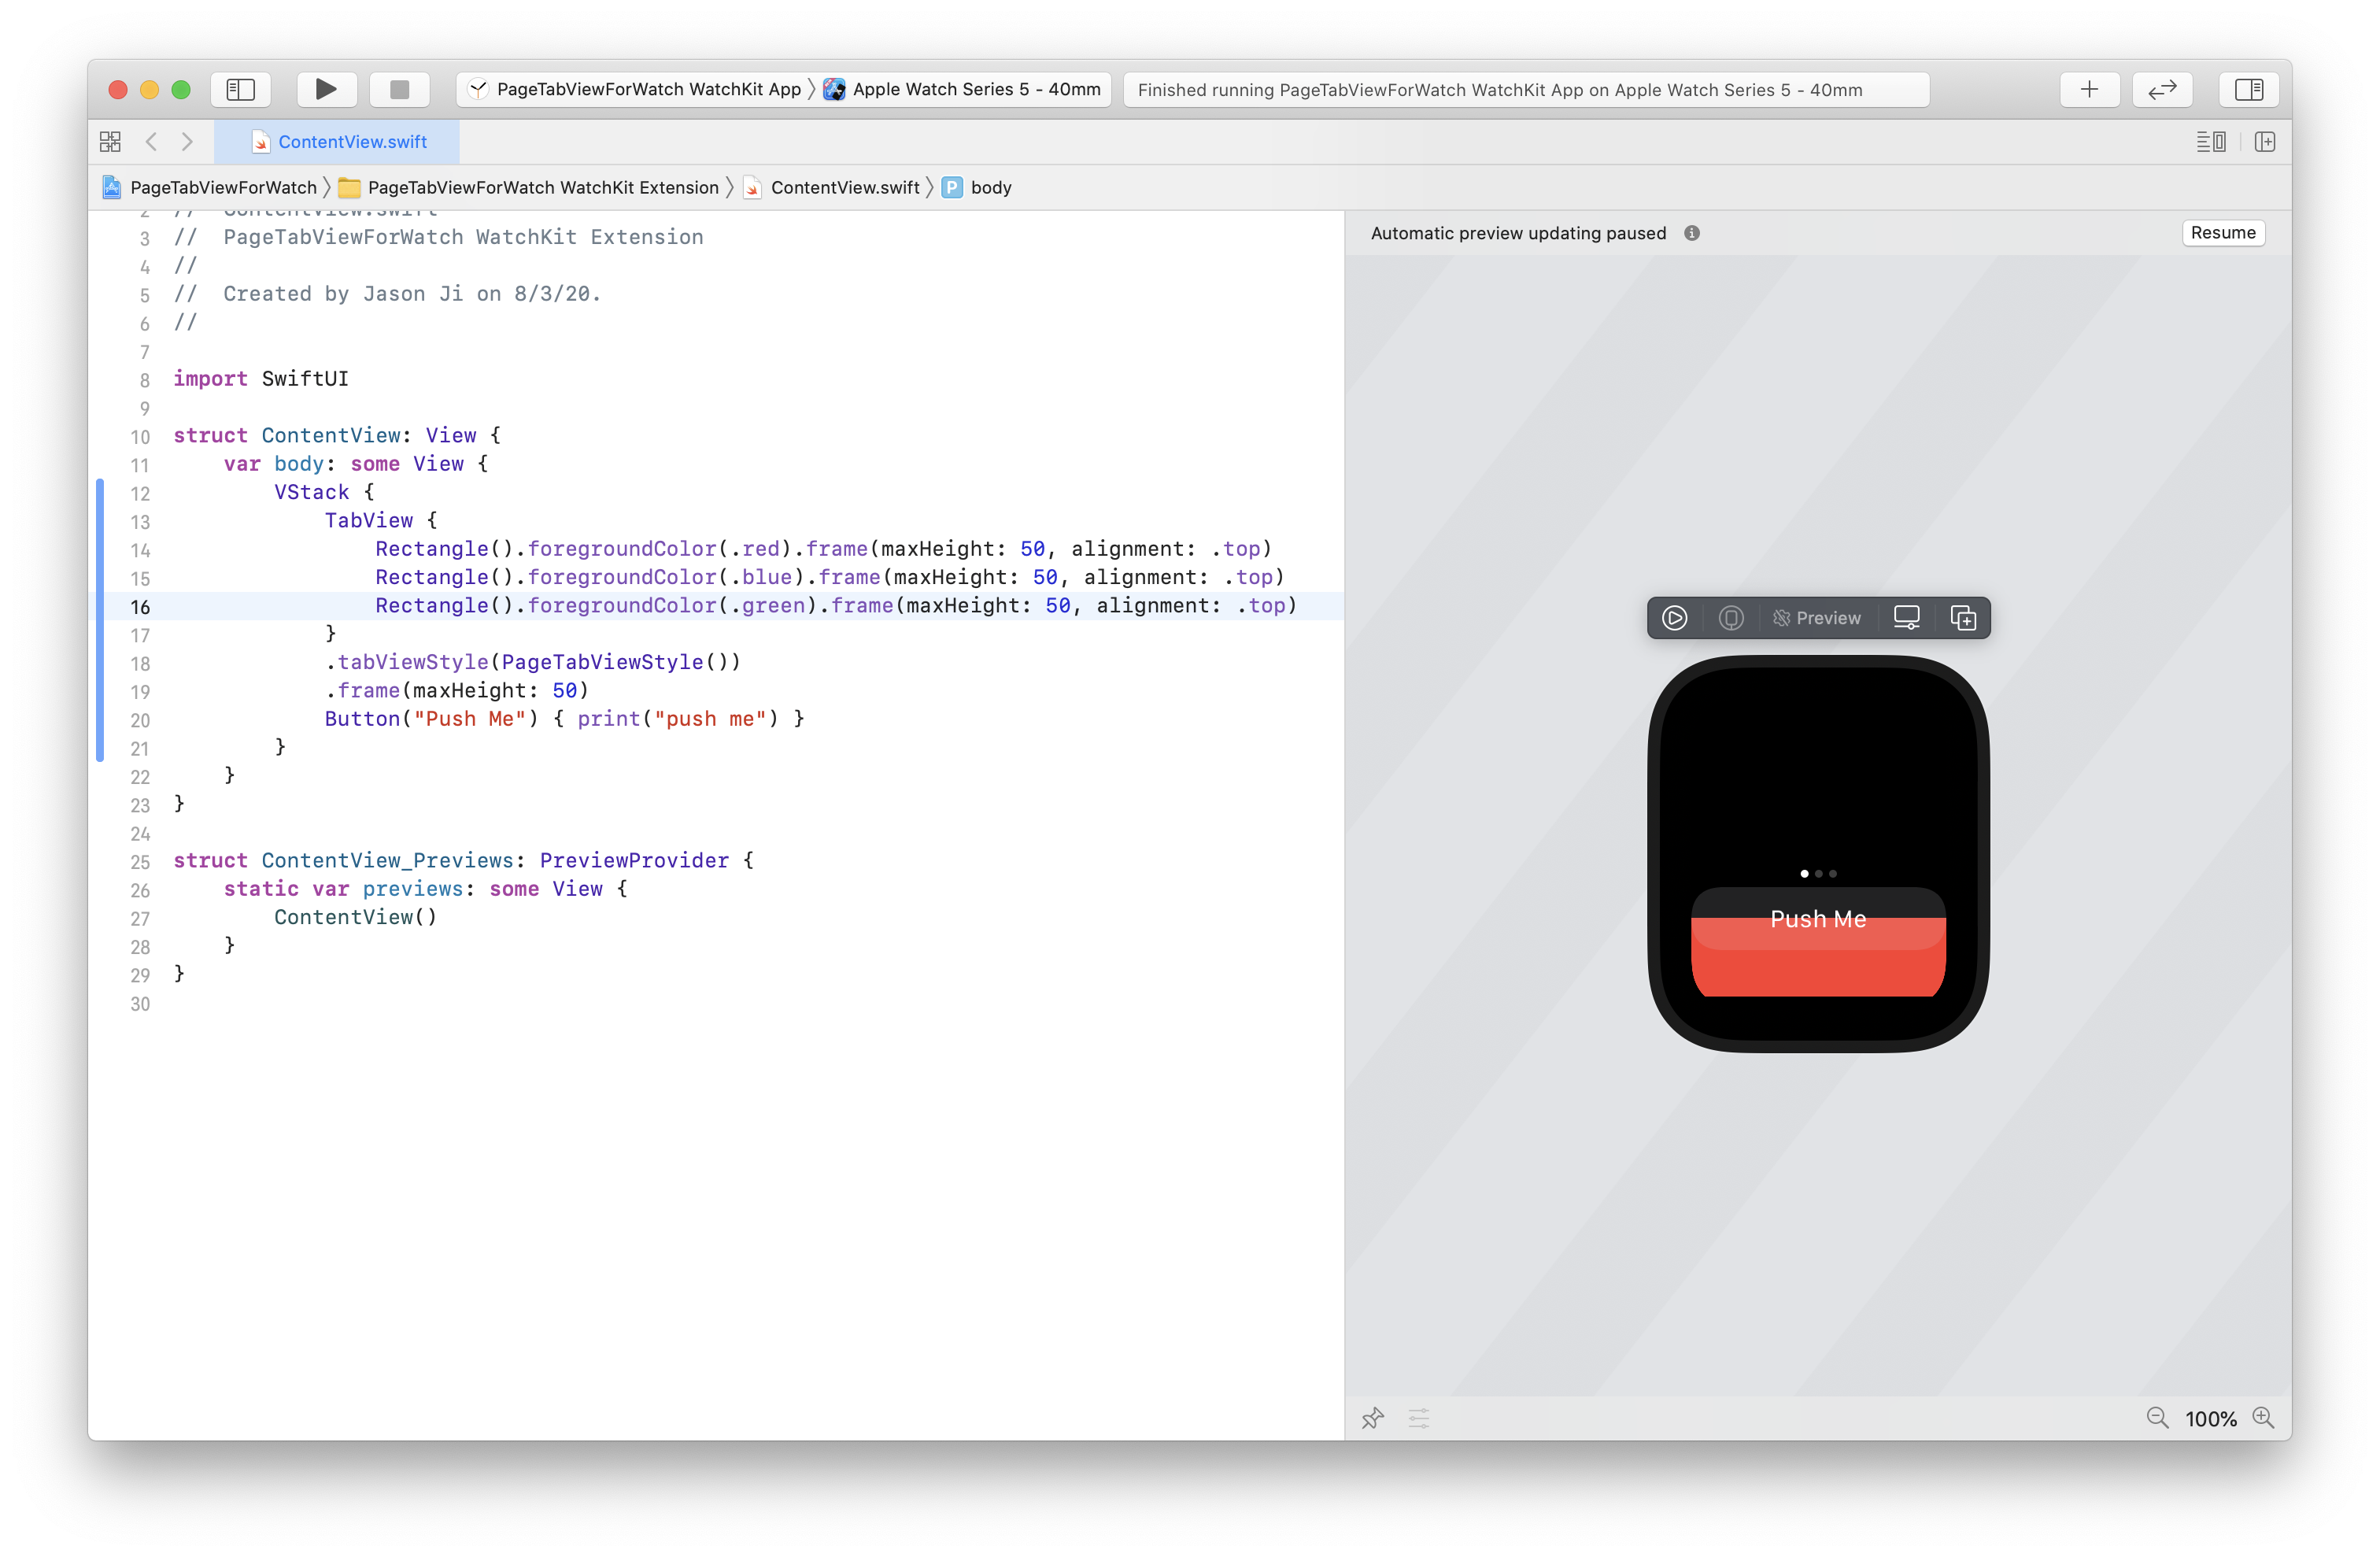 PageTabViewForWatch WatchKit App
Apple Watch Series 5 - 40mm
Finished running PageTabViewForWatch WatchKit App on Apple Watch Series 5 - 40mm
ContentView.swift
PageTabViewForWatch
PageTabViewForWatch WatchKit Extension
ContentView.swift
P
body
2 //  ContentView.swift
3 //  PageTabViewForWatch WatchKit Extension
4 //
5 //  Created by Jason Ji on 8/3/20.
6 //
7
8 import SwiftUI
9
10 struct ContentView: View {
11     var body: some View {
12         VStack {
13             TabView {
14                 Rectangle().foregroundColor(.red).frame(maxHeight: 50, alignment: .top)
15                 Rectangle().foregroundColor(.blue).frame(maxHeight: 50, alignment: .top)
16                 Rectangle().foregroundColor(.green).frame(maxHeight: 50, alignment: .top)
17             }
18             .tabViewStyle(PageTabViewStyle())
19             .frame(maxHeight: 50)
20             Button("Push Me") { print("push me") }
21         }
22     }
23 }
24
25 struct ContentView_Previews: PreviewProvider {
26     static var previews: some View {
27         ContentView()
28     }
29 }
30
Automatic preview updating paused
Resume
Preview
Push Me
100%